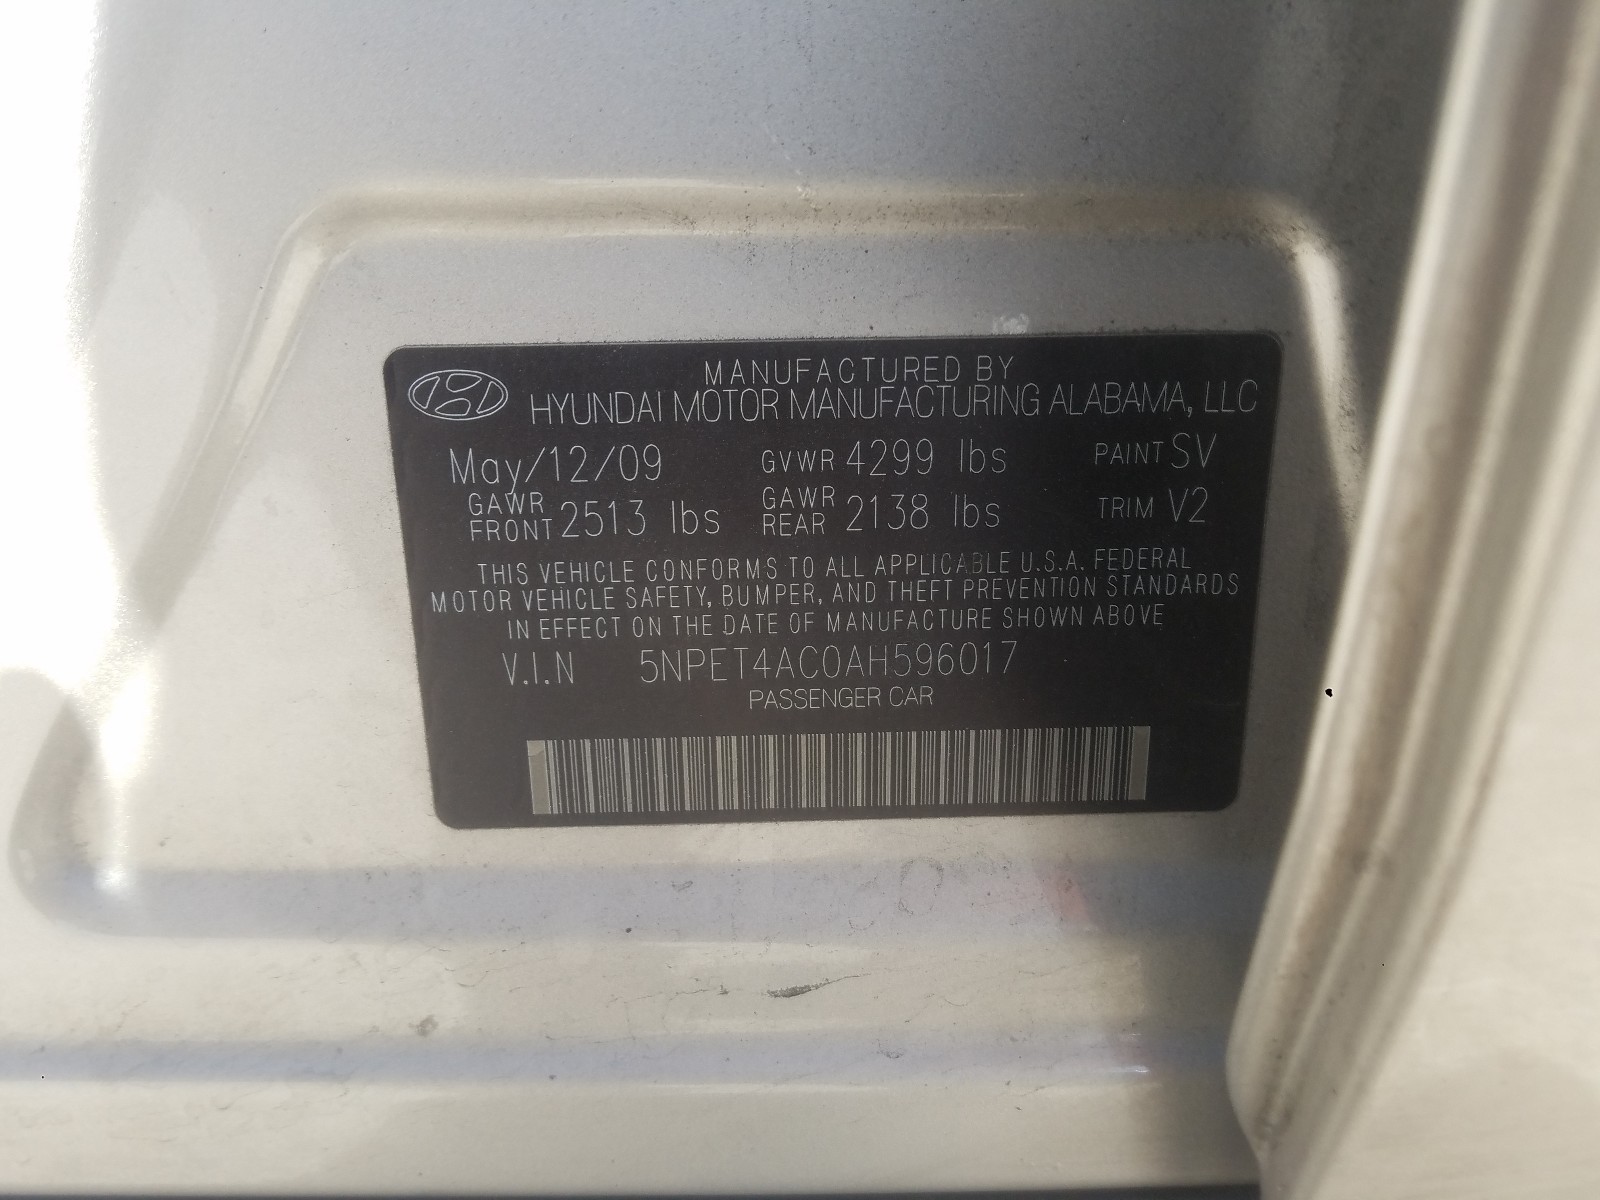 MANUFACTURED BY
HYUNDAI MOTOR MANUFACTURING ALABAMA, LLC
May/12/09 GVWR 4299 lbs PAINT SV
GAWR FRONT 2513 lbs GAWR REAR 2138 lbs TRIM V2
THIS VEHICLE CONFORMS TO ALL APPLICABLE U.S.A. FEDERAL
MOTOR VEHICLE SAFETY, BUMPER, AND THEFT PREVENTION STANDARDS
IN EFFECT ON THE DATE OF MANUFACTURE SHOWN ABOVE
V.I.N 5NPET4AC0AH596017
PASSENGER CAR